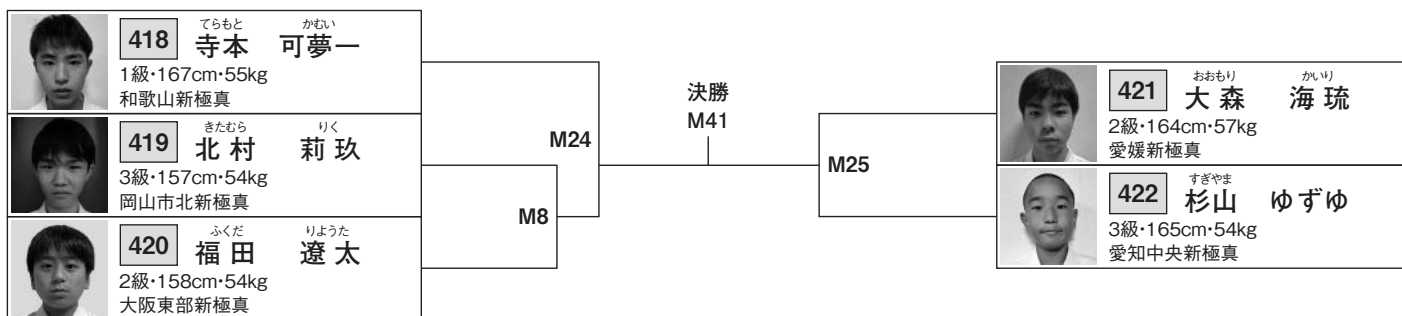 てらもと かむい
418 寺本 可夢一
1級・167cm・55kg
和歌山新極真
きたむら りく
419 北村 莉玖
3級・157cm・54kg
岡山市北新極真
ふくだ りようた
420 福田 遼太
2級・158cm・54kg
大阪東部新極真
M24
M8
決勝
M41
M25
おおもり かいり
421 大森 海琉
2級・164cm・57kg
愛媛新極真
すぎやま
422 杉山 ゆずゆ
3級・165cm・54kg
愛知中央新極真